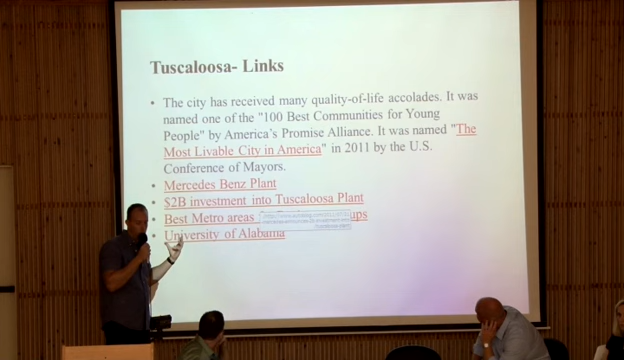 Tuscaloosa- Links
• The city has received many quality-of-life accolades. It was
named one of the "100 Best Communities for Young
People" by America's Promise Alliance. It was named "The
Most Livable City in America" in 2011 by the U.S.
Conference of Mayors.
• Mercedes Benz Plant
• $2B investment into Tuscaloosa Plant
• Best Metro areas ups
• University of Alabama